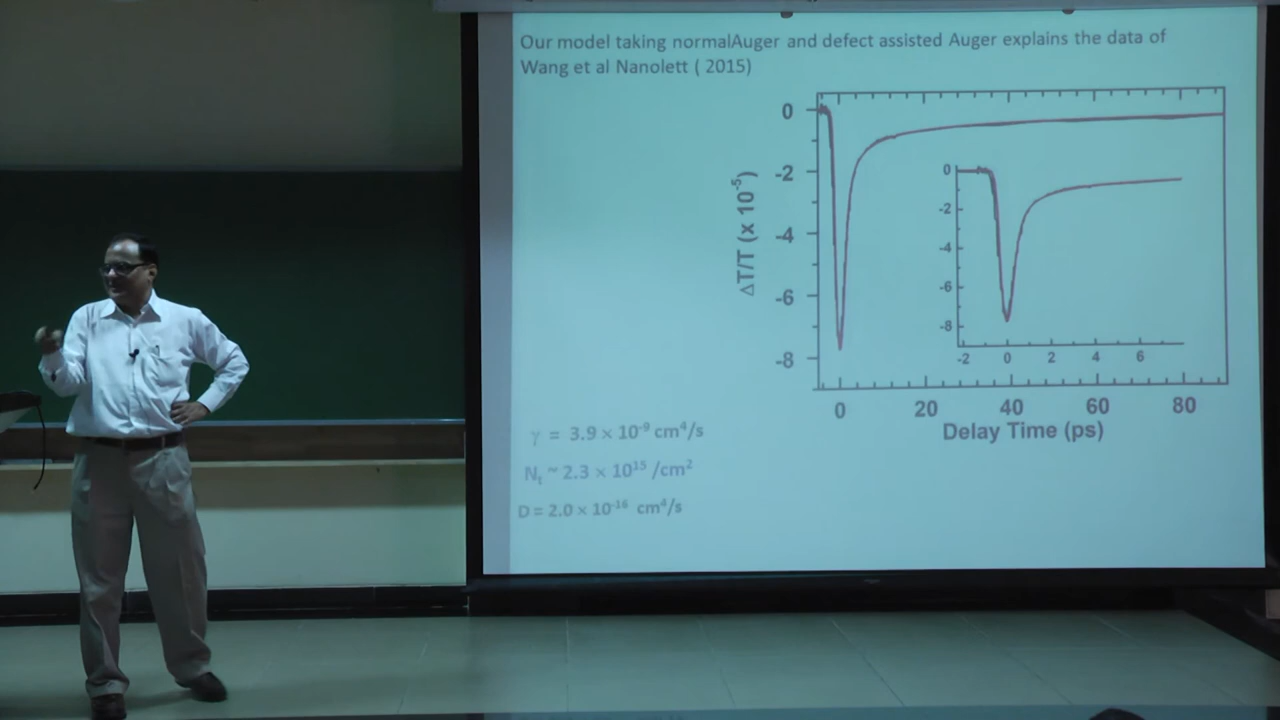 Our model taking normalAuger and defect assisted Auger explains the data of
Wang et al Nanolett ( 2015)
0
-2
-4
-6
-8
ΔT/T (x 10⁻⁵)
0
-2
-4
-6
-8
-2 0 2 4 6
0 20 40 60 80
Delay Time (ps)
γ = 3.9 × 10⁻⁹ cm⁴/s
Nₜ ~ 2.3 × 10¹⁵ /cm²
D = 2.0 × 10⁻¹⁶ cm⁴/s